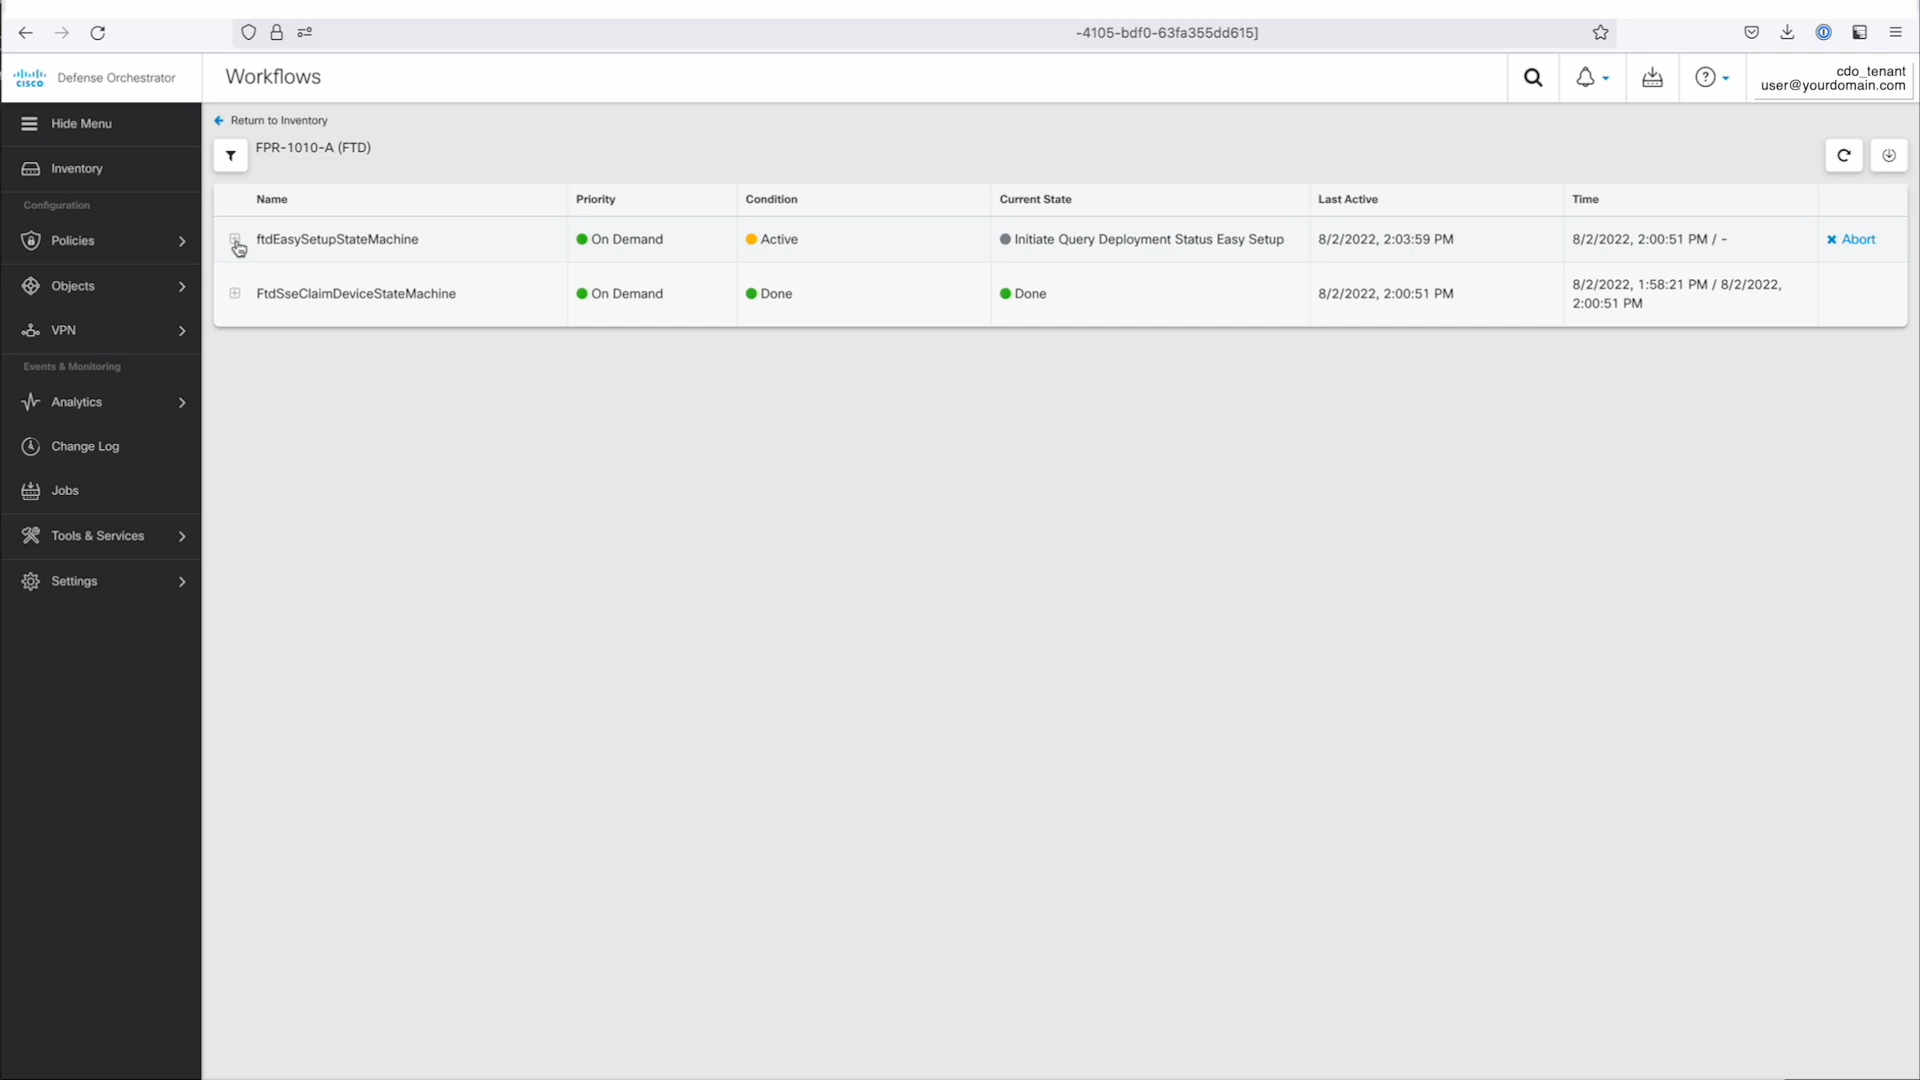 -4105-bdf0-63fa355dd615]
cisco
Defense Orchestrator
Workflows
cdo_tenant
user@yourdomain.com
Hide Menu
Inventory
Configuration
Policies
Objects
VPN
Events & Monitoring
Analytics
Change Log
Jobs
Tools & Services
Settings
Return to Inventory
FPR-1010-A (FTD)
Name Priority Condition Current State Last Active Time
ftdEasySetupStateMachine On Demand Active Initiate Query Deployment Status Easy Setup 8/2/2022, 2:03:59 PM 8/2/2022, 2:00:51 PM / - Abort
FtdSseClaimDeviceStateMachine On Demand Done Done 8/2/2022, 2:00:51 PM 8/2/2022, 1:58:21 PM / 8/2/2022,
2:00:51 PM